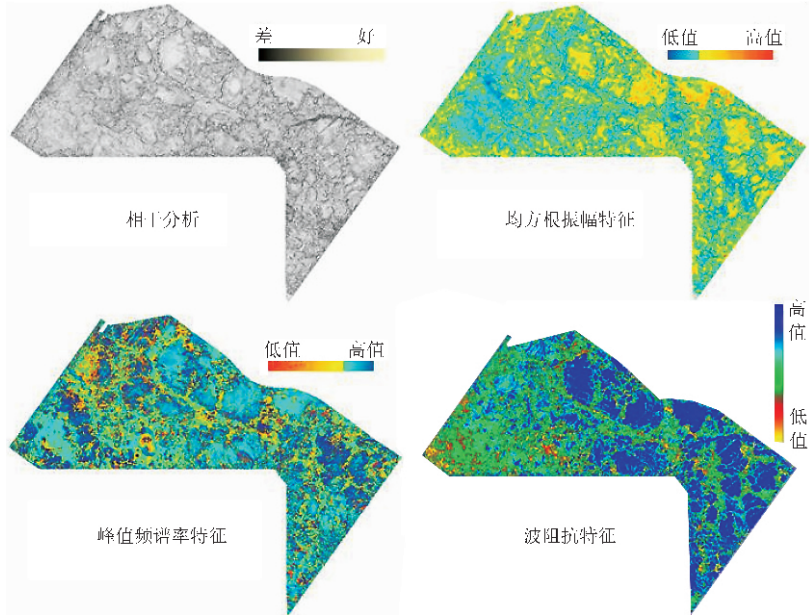 差 好
低值 高值
相干分析
均方根振幅特征
低值 高值
高值
低值
峰值频谱率特征
波阻抗特征